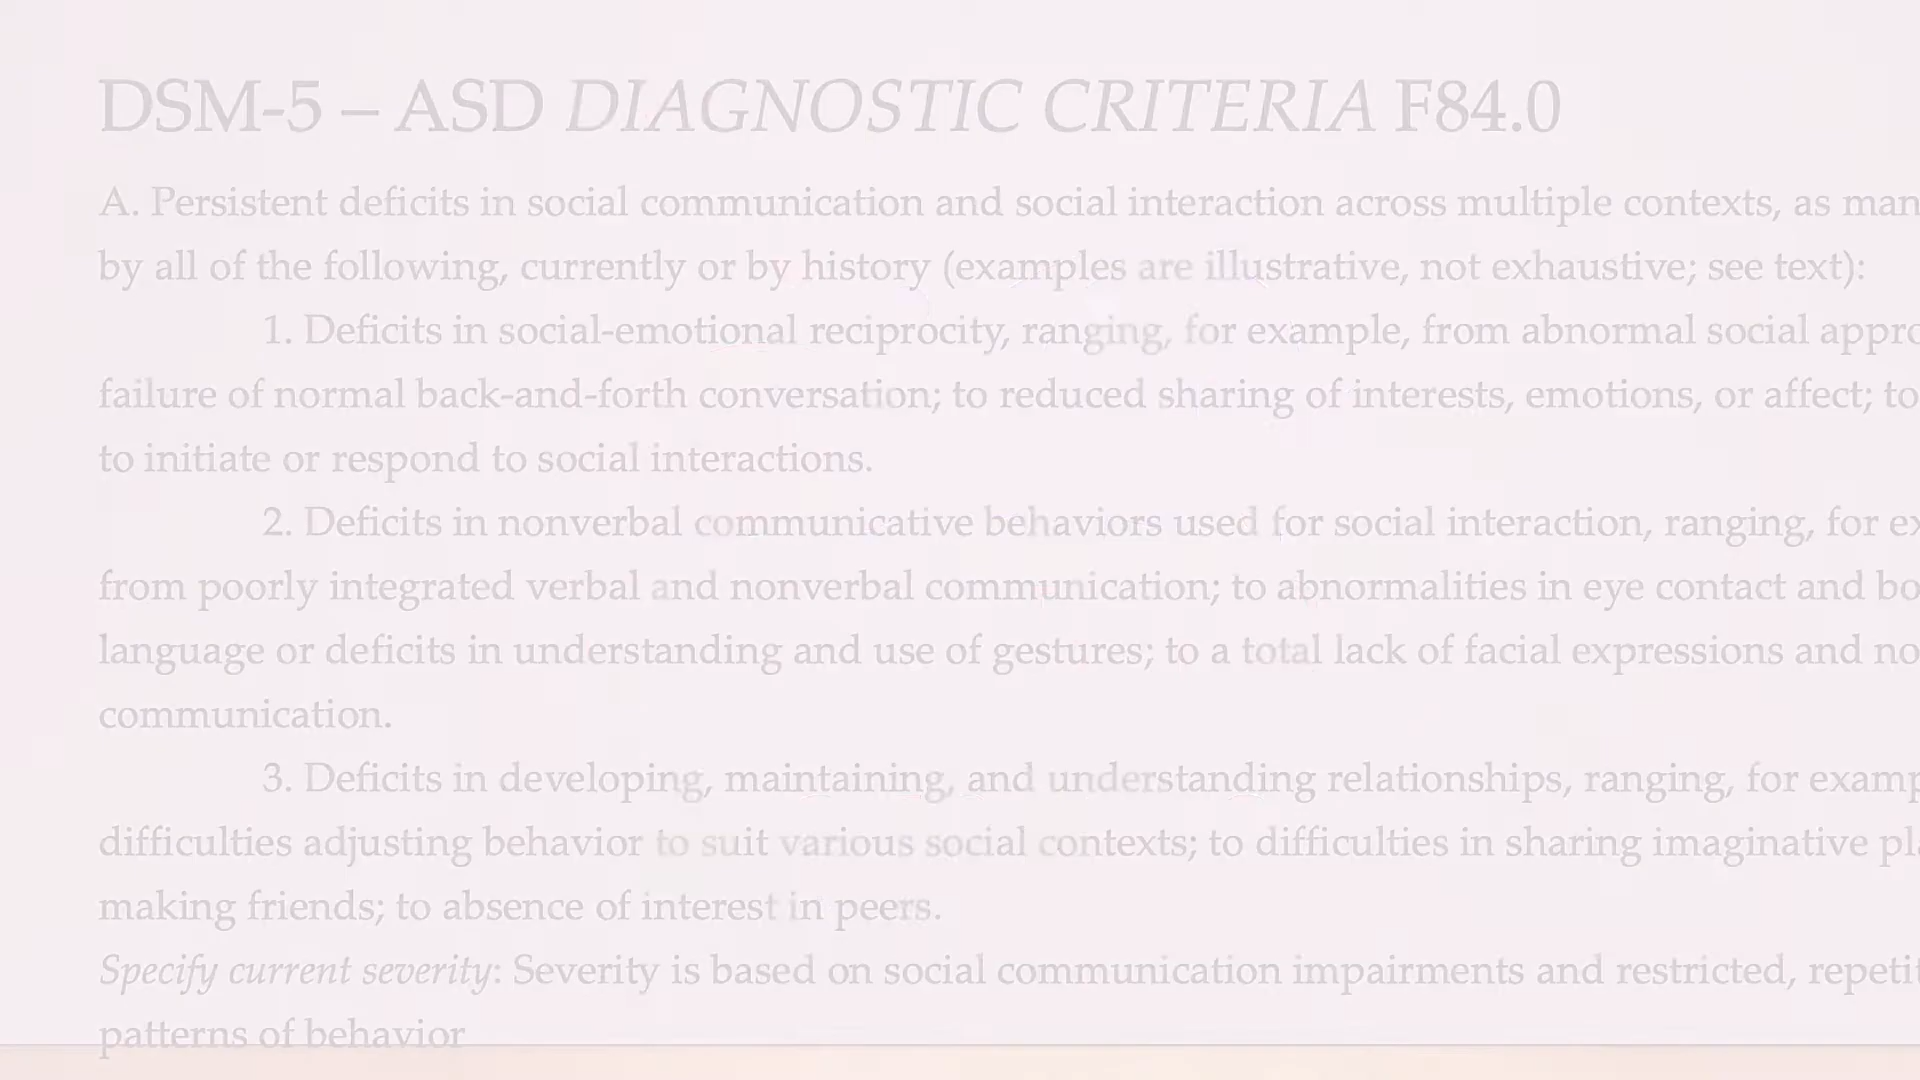 DSM-5 – ASD DIAGNOSTIC CRITERIA F84.0
A. Persistent deficits in social communication and social interaction across multiple contexts, as man
by all of the following, currently or by history (examples are illustrative, not exhaustive; see text):
1. Deficits in social-emotional reciprocity, ranging, for example, from abnormal social appro
failure of normal back-and-forth conversation; to reduced sharing of interests, emotions, or affect; to
to initiate or respond to social interactions.
2. Deficits in nonverbal communicative behaviors used for social interaction, ranging, for ex
from poorly integrated verbal and nonverbal communication; to abnormalities in eye contact and bo
language or deficits in understanding and use of gestures; to a total lack of facial expressions and no
communication.
3. Deficits in developing, maintaining, and understanding relationships, ranging, for examp
difficulties adjusting behavior to suit various social contexts; to difficulties in sharing imaginative pla
making friends; to absence of interest in peers.
Specify current severity: Severity is based on social communication impairments and restricted, repetit
patterns of behavior